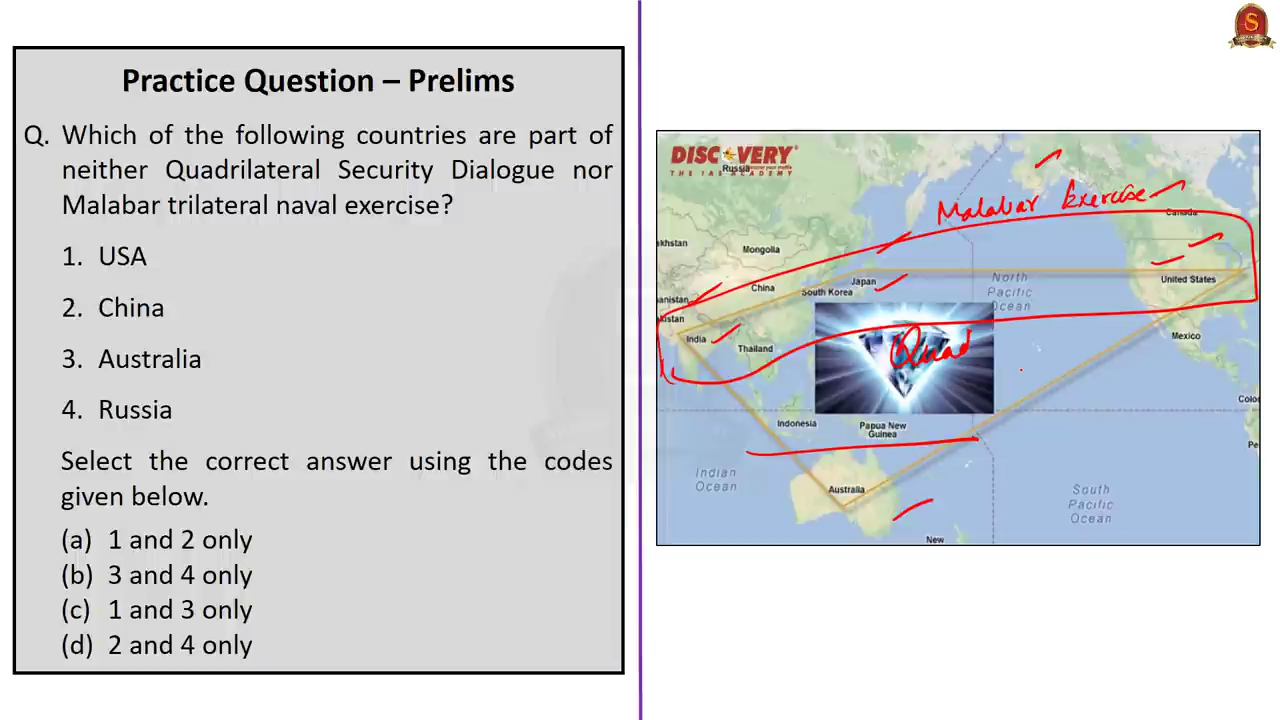 Practice Question – Prelims
Q. Which of the following countries are part of
neither Quadrilateral Security Dialogue nor
Malabar trilateral naval exercise?
1. USA
2. China
3. Australia
4. Russia
Select the correct answer using the codes
given below.
(a) 1 and 2 only
(b) 3 and 4 only
(c) 1 and 3 only
(d) 2 and 4 only
S
DISCOVERY
THE IAS ACADEMY
Russia
Malabar Exercise
Canada
Mongolia
China
Japan
South Korea
North
Pacific
Ocean
United States
India
Thailand
Quad
Mexico
Indonesia
Papua New
Guinea
Indian
Ocean
Australia
South
Pacific
Ocean
New